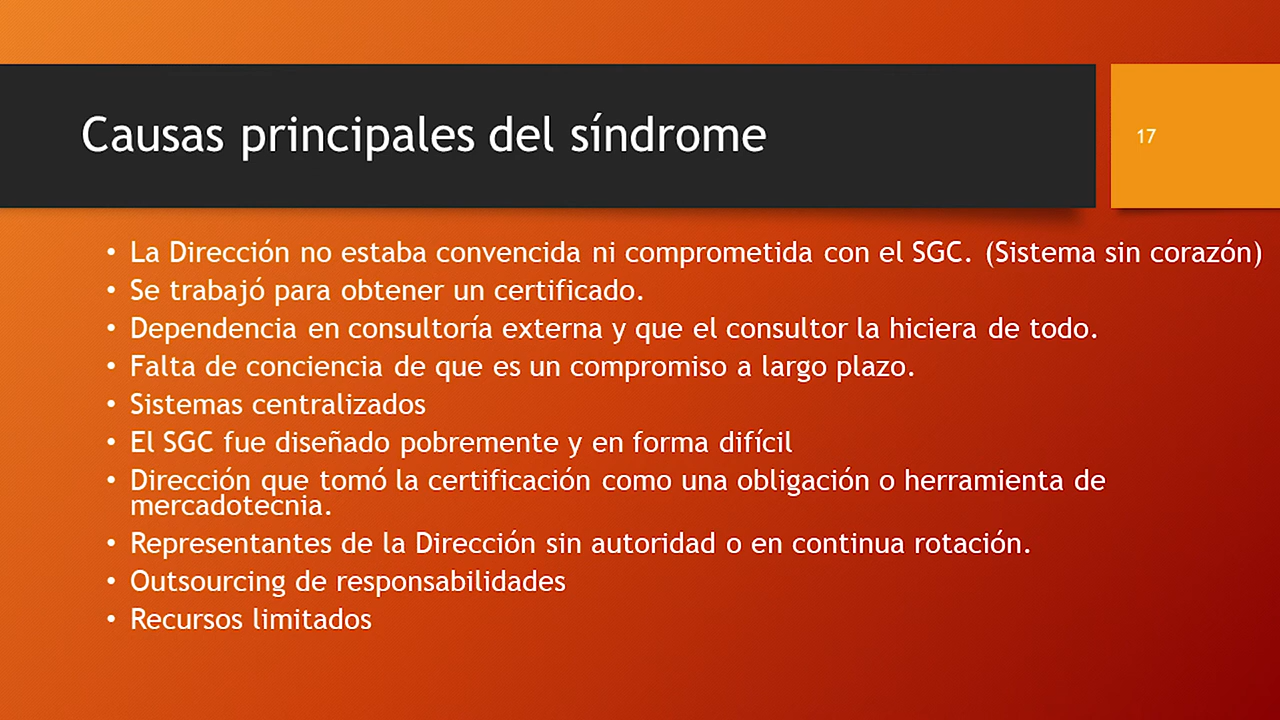 Causas principales del síndrome
17
• La Dirección no estaba convencida ni comprometida con el SGC. (Sistema sin corazón)
• Se trabajó para obtener un certificado.
• Dependencia en consultoría externa y que el consultor la hiciera de todo.
• Falta de conciencia de que es un compromiso a largo plazo.
• Sistemas centralizados
• El SGC fue diseñado pobremente y en forma difícil
• Dirección que tomó la certificación como una obligación o herramienta de
mercadotecnia.
• Representantes de la Dirección sin autoridad o en continua rotación.
• Outsourcing de responsabilidades
• Recursos limitados